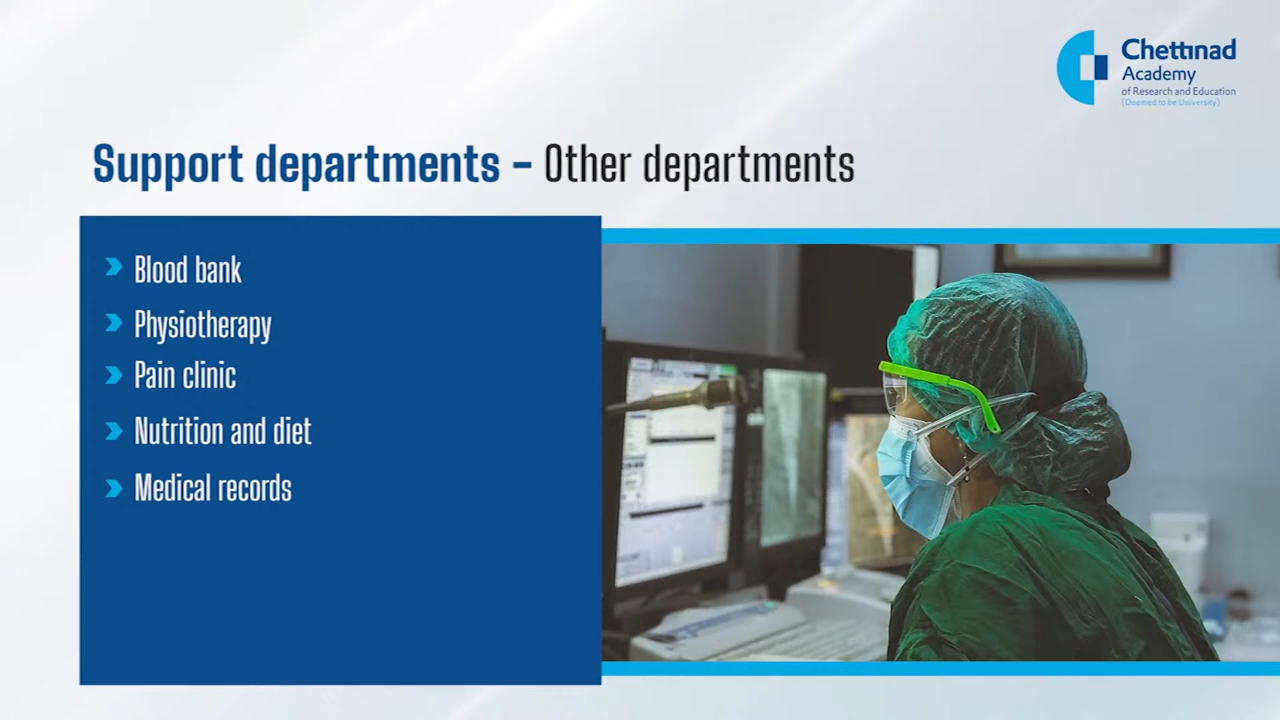 Chettinad
Academy
of Research and Education
(Deemed to be University)
Support departments - Other departments
Blood bank
Physiotherapy
Pain clinic
Nutrition and diet
Medical records